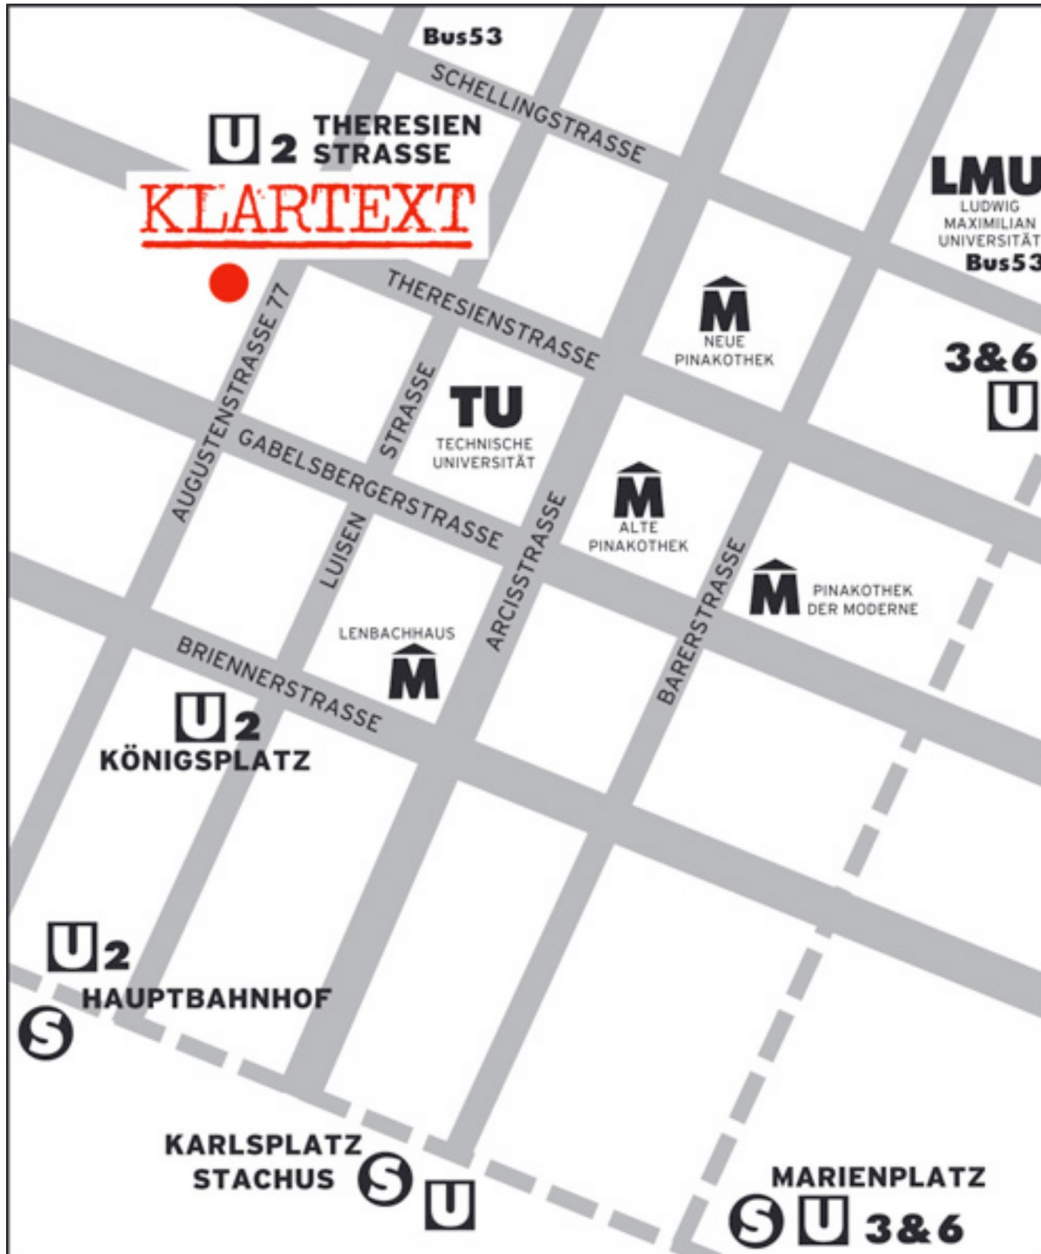 Bus53
SCHELLINGSTRASSE
U 2 THERESIEN
STRASSE
KLARTEXT
LMU
LUDWIG
MAXIMILIAN
UNIVERSITÄT
Bus53
THERESIENSTRASSE
AUGUSTENSTRASSE 77
M
NEUE
PINAKOTHEK
3&6
U
LUISEN STRASSE
TU
TECHNISCHE
UNIVERSITÄT
GABELSBERGERSTRASSE
M
ALTE
PINAKOTHEK
ARCISSTRASSE
BARERSTRASSE
M PINAKOTHEK
DER MODERNE
LENBACHHAUS
M
BRIENNERSTRASSE
U 2
KÖNIGSPLATZ
U 2
HAUPTBAHNHOF
S
KARLSPLATZ
STACHUS S
U
MARIENPLATZ
S U 3&6